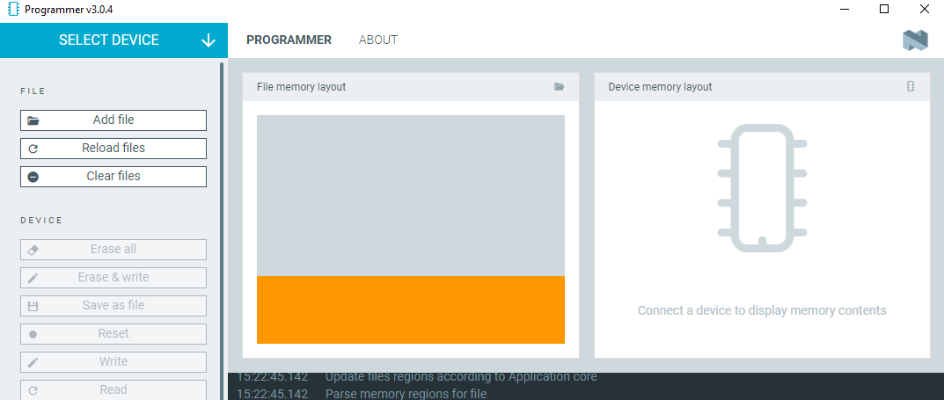 Programmer v3.0.4
SELECT DEVICE
PROGRAMMER
ABOUT
FILE
Add file
Reload files
Clear files
DEVICE
Erase all
Erase & write
Save as file
Reset
Write
Read
File memory layout
Device memory layout
Connect a device to display memory contents
15:22:45.142 Update files regions according to Application core
15:22:45.142 Parse memory regions for file